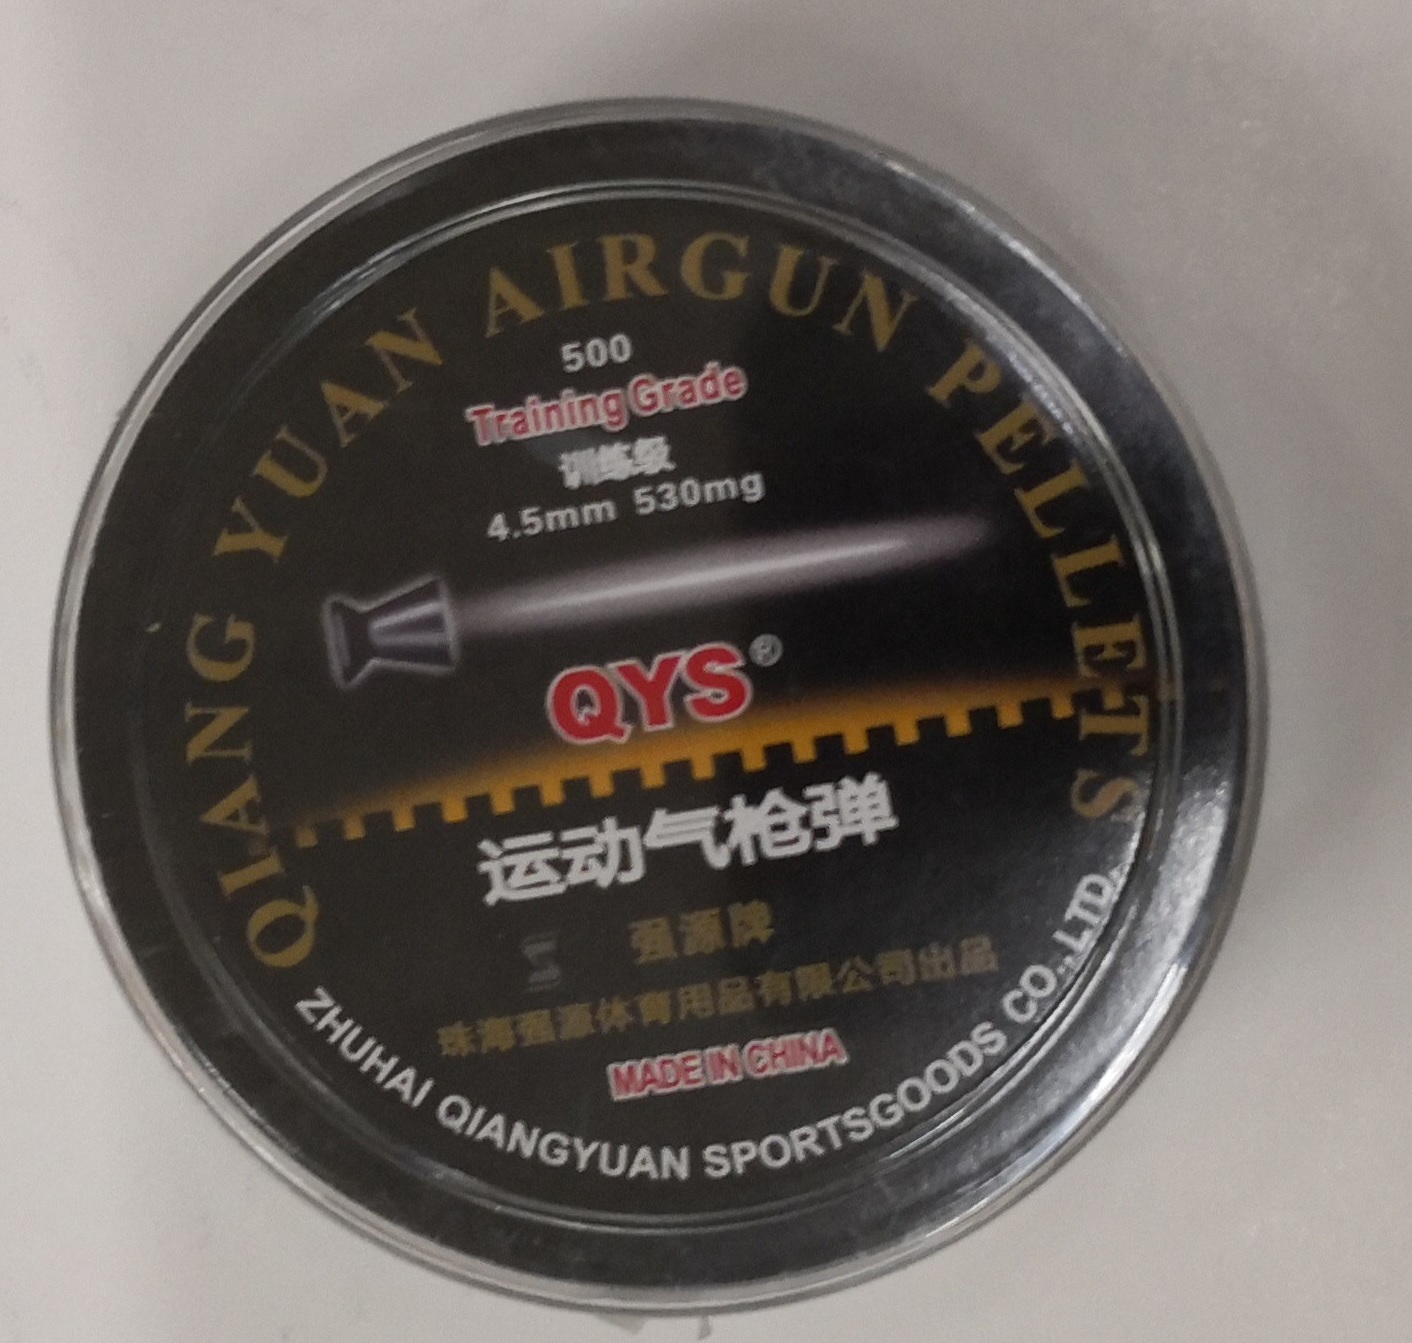 QIANG YUAN AIRGUN PELLETS
500
Training Grade
训练级
4.5mm 530mg
QYS®
运动气枪弹
强源牌
珠海强源体育用品有限公司出品
MADE IN CHINA
ZHUHAI QIANGYUAN SPORTSGOODS CO.,LTD.